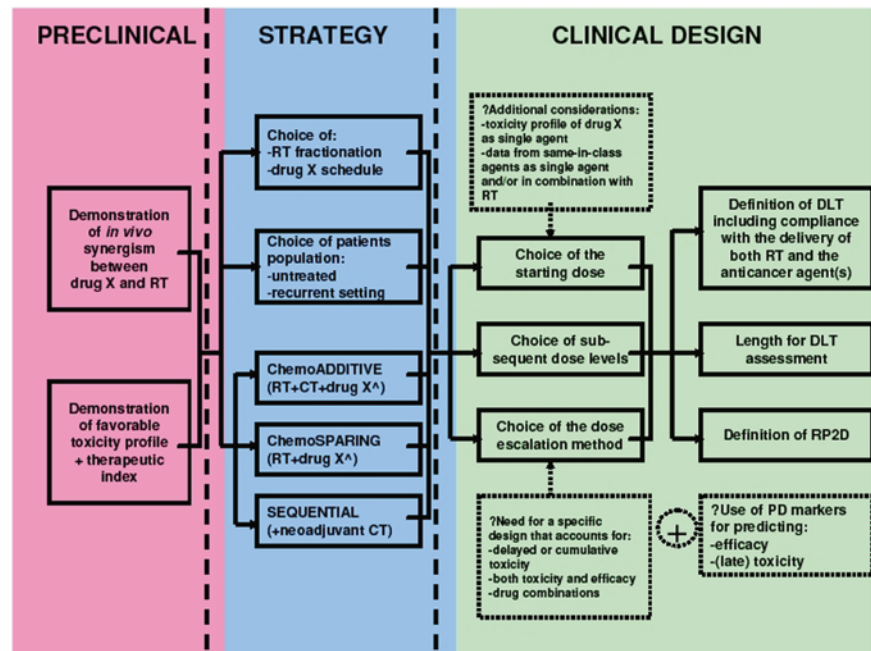 PRECLINICAL
STRATEGY
CLINICAL DESIGN
Demonstration
of in vivo
synergism
between
drug X and RT
Demonstration
of favorable
toxicity profile
+ therapeutic
index
Choice of:
-RT fractionation
-drug X schedule
Choice of patients
population:
-untreated
-recurrent setting
ChemoADDITIVE
(RT+CT+drug X^)
ChemoSPARING
(RT+drug X^)
SEQUENTIAL
(+neoadjuvant CT)
?Additional considerations:
-toxicity profile of drug X
as single agent
-data from same-in-class
agents as single agent
and/or in combination with
RT
Choice of the
starting dose
Choice of sub-
sequent dose levels
Choice of the dose
escalation method
?Need for a specific
design that accounts for:
-delayed or cumulative
toxicity
-both toxicity and efficacy
-drug combinations
Definition of DLT
including compliance
with the delivery of
both RT and the
anticancer agent(s)
Length for DLT
assessment
Definition of RP2D
+
?Use of PD markers
for predicting:
-efficacy
-(late) toxicity